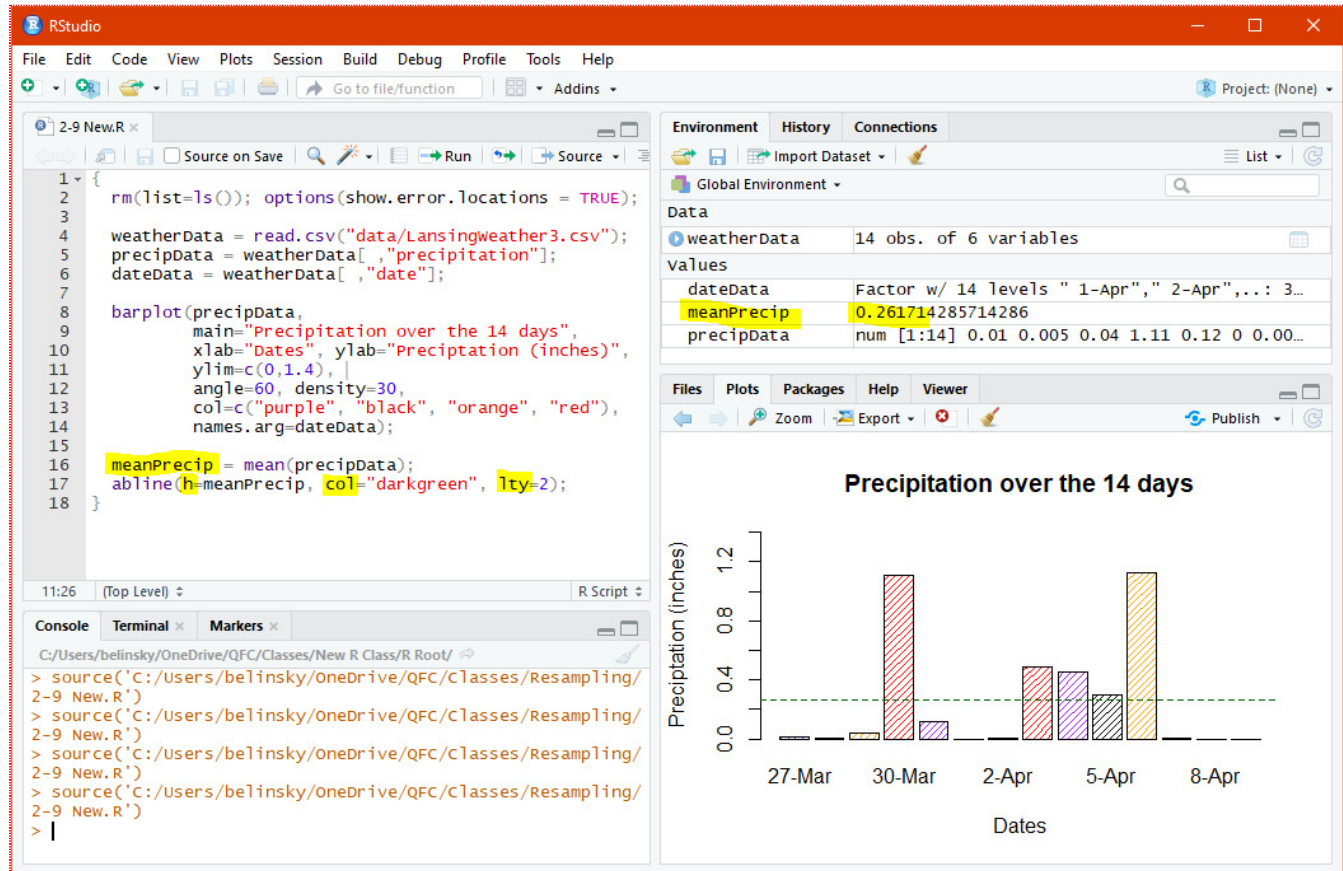 RStudio
File Edit Code View Plots Session Build Debug Profile Tools Help
Go to file/function Addins Project: (None)
2-9 New.R
Source on Save Run Source
1 {
2 rm(list=ls()); options(show.error.locations = TRUE);
3
4 weatherData = read.csv("data/LansingWeather3.csv");
5 precipData = weatherData[ ,"precipitation"];
6 dateData = weatherData[ ,"date"];
7
8 barplot(precipData,
9 main="Precipitation over the 14 days",
10 xlab="Dates", ylab="Preciptation (inches)",
11 ylim=c(0,1.4),
12 angle=60, density=30,
13 col=c("purple", "black", "orange", "red"),
14 names.arg=dateData);
15
16 meanPrecip = mean(precipData);
17 abline(h=meanPrecip, col="darkgreen", lty=2);
18 }
11:26 (Top Level) R Script
Console Terminal Markers
C:/Users/belinsky/OneDrive/QFC/Classes/New R Class/R Root/
> source('C:/Users/belinsky/OneDrive/QFC/Classes/Resampling/
2-9 New.R')
> source('C:/Users/belinsky/OneDrive/QFC/Classes/Resampling/
2-9 New.R')
> source('C:/Users/belinsky/OneDrive/QFC/Classes/Resampling/
2-9 New.R')
> source('C:/Users/belinsky/OneDrive/QFC/Classes/Resampling/
2-9 New.R')
>
Environment History Connections
Import Dataset List
Global Environment
Data
weatherData 14 obs. of 6 variables
Values
dateData Factor w/ 14 levels " 1-Apr"," 2-Apr",..: 3…
meanPrecip 0.261714285714286
precipData num [1:14] 0.01 0.005 0.04 1.11 0.12 0 0.00…
Files Plots Packages Help Viewer
Zoom Export Publish
Precipitation over the 14 days
Preciptation (inches)
1.2
0.8
0.4
0.0
27-Mar 30-Mar 2-Apr 5-Apr 8-Apr
Dates